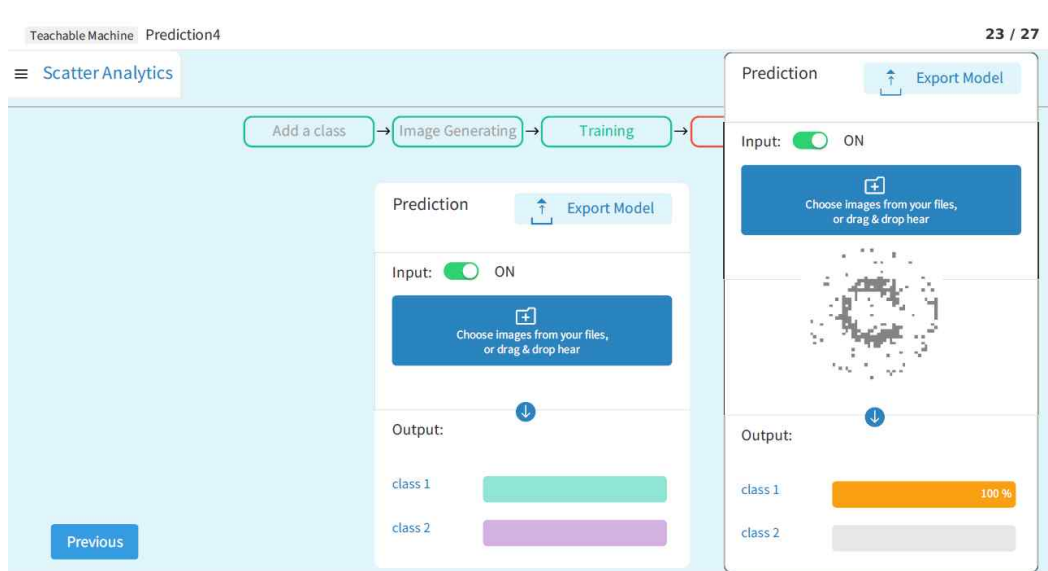 Teachable Machine Prediction4
23 / 27
≡ Scatter Analytics
Add a class → Image Generating → Training →
Prediction
Export Model
Input: ON
Choose images from your files,
or drag & drop hear
Output:
class 1
class 2
Previous
Prediction
Export Model
Input: ON
Choose images from your files,
or drag & drop hear
Output:
class 1 100 %
class 2